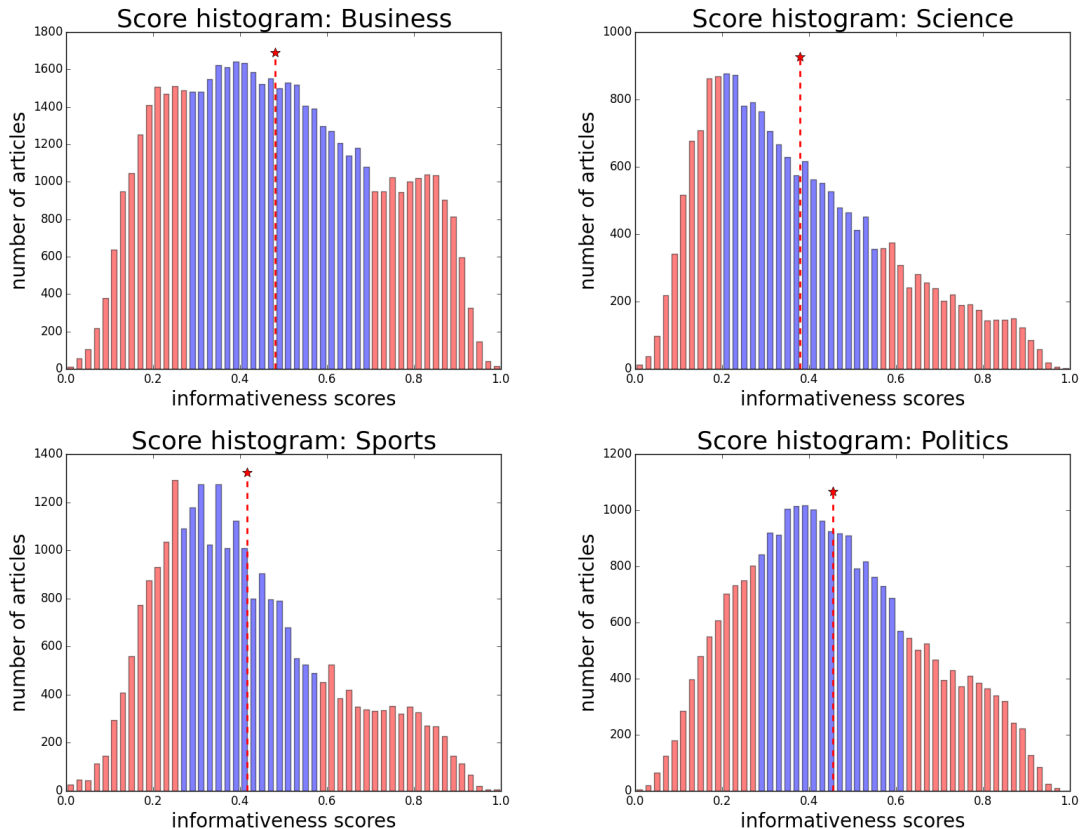 Score histogram: Business
1800
1600
1400
1200
1000
800
600
400
200
0
0.0 0.2 0.4 0.6 0.8 1.0
number of articles
informativeness scores
Score histogram: Science
1000
800
600
400
200
0
0.0 0.2 0.4 0.6 0.8 1.0
number of articles
informativeness scores
Score histogram: Sports
1400
1200
1000
800
600
400
200
0
0.0 0.2 0.4 0.6 0.8 1.0
number of articles
informativeness scores
Score histogram: Politics
1200
1000
800
600
400
200
0
0.0 0.2 0.4 0.6 0.8 1.0
number of articles
informativeness scores